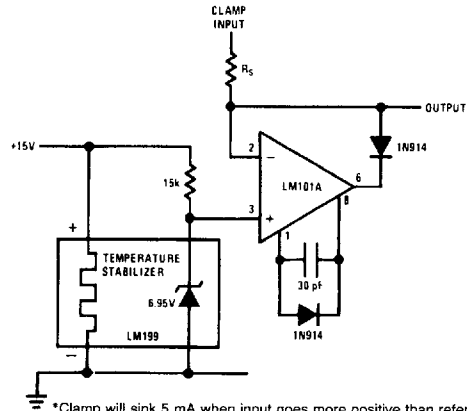 CLAMP
INPUT
RS
OUTPUT
+15V
1N914
2
−
15k
LM101A
6
8
3
+
1
+
TEMPERATURE
STABILIZER
30 pf
6.95V
1N914
−
LM199
*Clamp will sink 5 mA when input goes more positive than refer